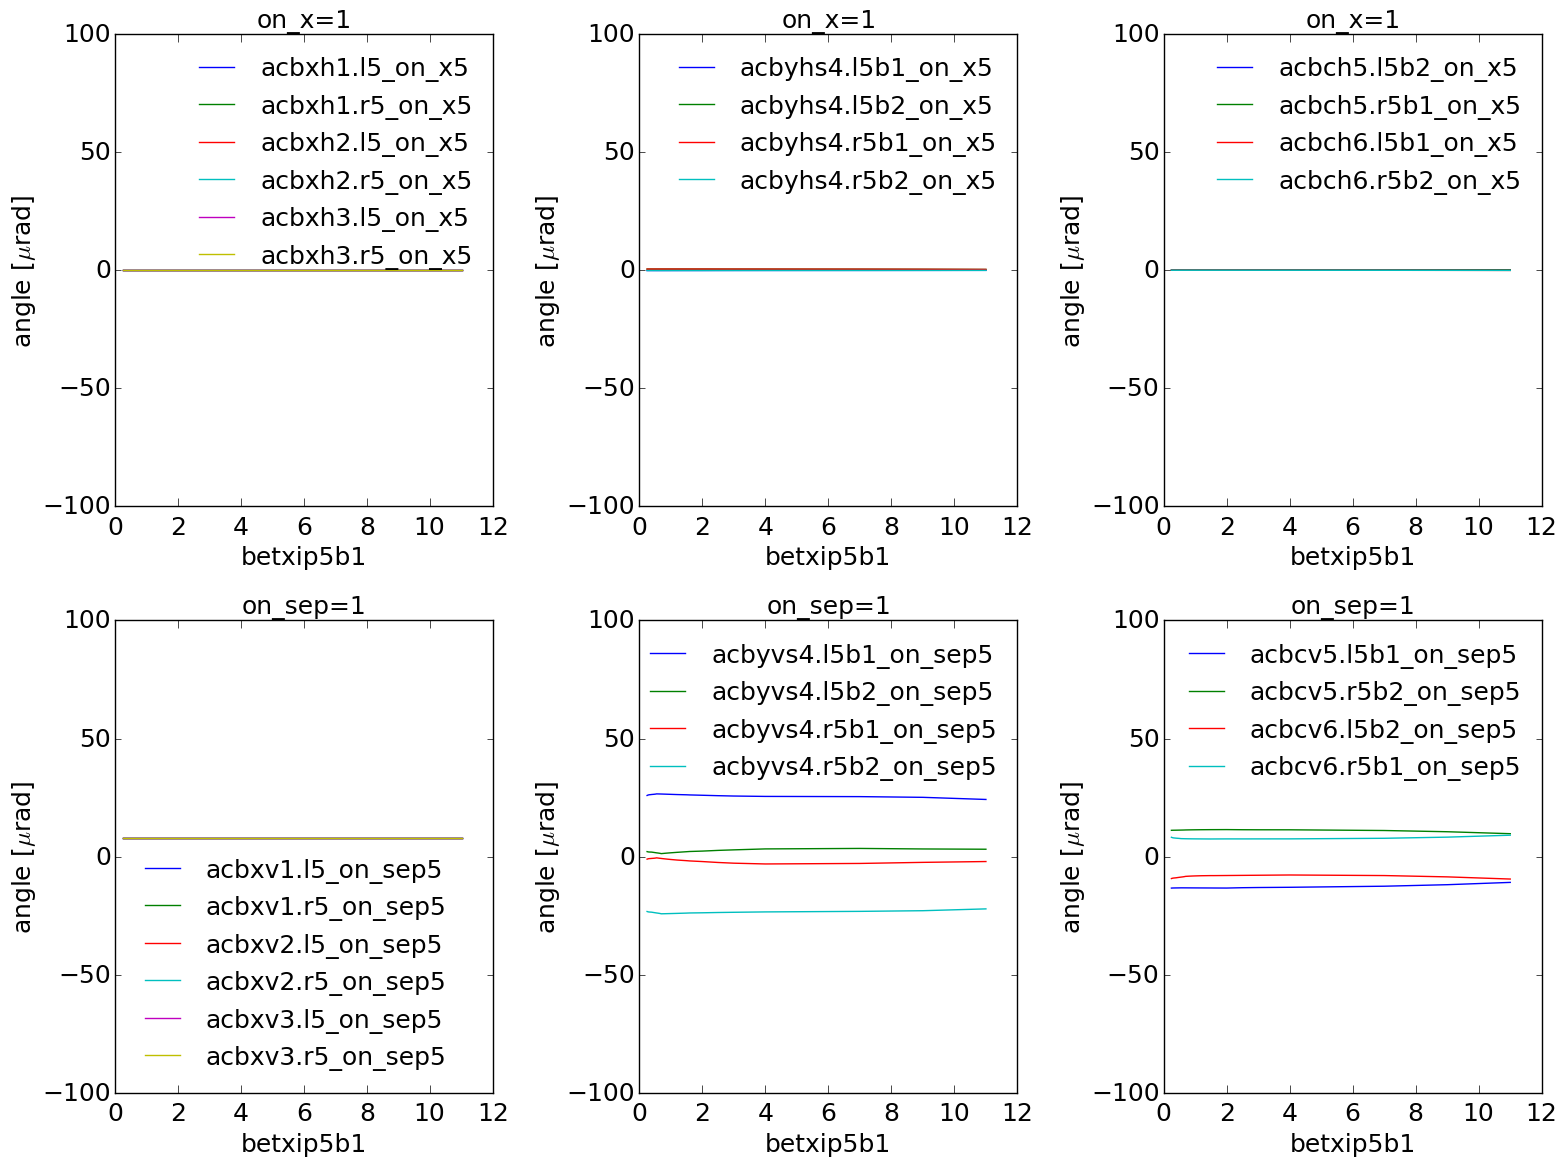 on_x=1
100
50
0
−50
−100
angle [μrad]
acbxh1.l5_on_x5
acbxh1.r5_on_x5
acbxh2.l5_on_x5
acbxh2.r5_on_x5
acbxh3.l5_on_x5
acbxh3.r5_on_x5
0 2 4 6 8 10 12
betxip5b1
on_x=1
100
50
0
−50
−100
angle [μrad]
acbyhs4.l5b1_on_x5
acbyhs4.l5b2_on_x5
acbyhs4.r5b1_on_x5
acbyhs4.r5b2_on_x5
0 2 4 6 8 10 12
betxip5b1
on_x=1
100
50
0
−50
−100
angle [μrad]
acbch5.l5b2_on_x5
acbch5.r5b1_on_x5
acbch6.l5b1_on_x5
acbch6.r5b2_on_x5
0 2 4 6 8 10 12
betxip5b1
on_sep=1
100
50
0
−50
−100
angle [μrad]
acbxv1.l5_on_sep5
acbxv1.r5_on_sep5
acbxv2.l5_on_sep5
acbxv2.r5_on_sep5
acbxv3.l5_on_sep5
acbxv3.r5_on_sep5
0 2 4 6 8 10 12
betxip5b1
on_sep=1
100
50
0
−50
−100
angle [μrad]
acbyvs4.l5b1_on_sep5
acbyvs4.l5b2_on_sep5
acbyvs4.r5b1_on_sep5
acbyvs4.r5b2_on_sep5
0 2 4 6 8 10 12
betxip5b1
on_sep=1
100
50
0
−50
−100
angle [μrad]
acbcv5.l5b1_on_sep5
acbcv5.r5b2_on_sep5
acbcv6.l5b2_on_sep5
acbcv6.r5b1_on_sep5
0 2 4 6 8 10 12
betxip5b1